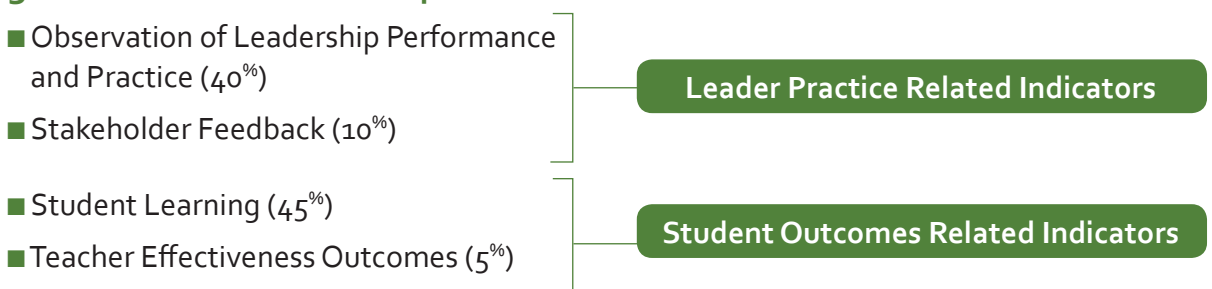 ■ Observation of Leadership Performance
and Practice (40%)
Leader Practice Related Indicators
■ Stakeholder Feedback (10%)
■ Student Learning (45%)
Student Outcomes Related Indicators
■ Teacher Effectiveness Outcomes (5%)